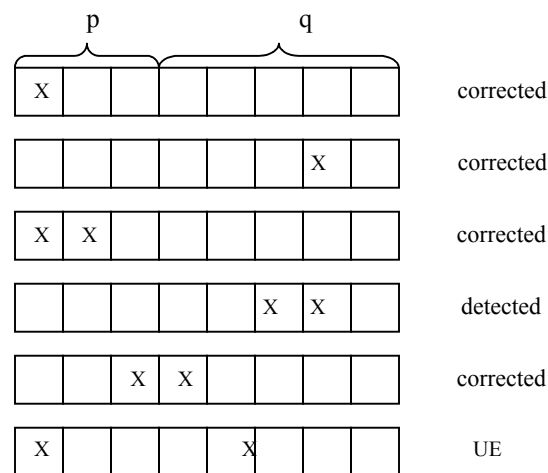 p q
X corrected
X corrected
X X corrected
X X detected
X X corrected
X X UE